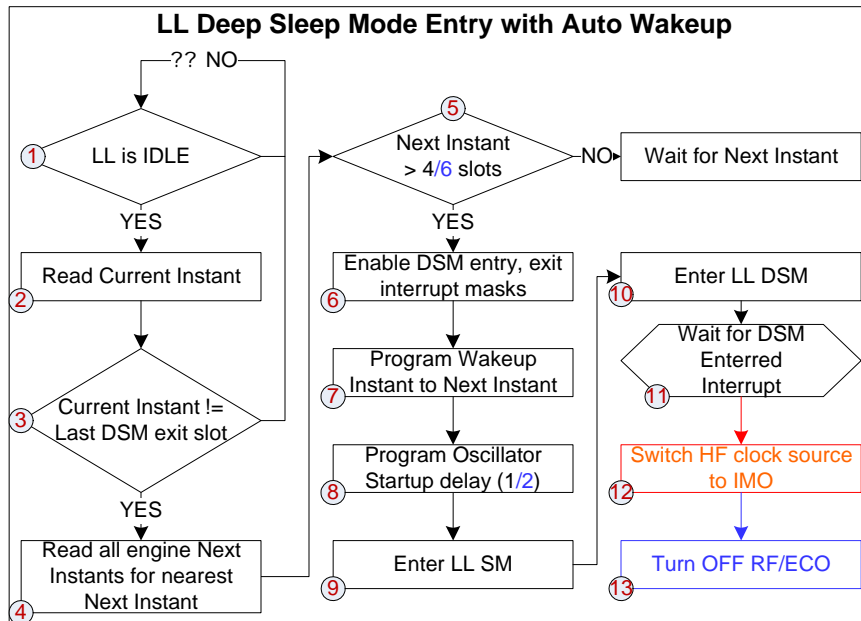 LL Deep Sleep Mode Entry with Auto Wakeup
?? NO
1
LL is IDLE
YES
2
Read Current Instant
3
Current Instant !=
Last DSM exit slot
YES
4
Read all engine Next
Instants for nearest
Next Instant
5
Next Instant
> 4/6 slots
NO
Wait for Next Instant
YES
6
Enable DSM entry, exit
interrupt masks
7
Program Wakeup
Instant to Next Instant
8
Program Oscillator
Startup delay (1/2)
9
Enter LL SM
10
Enter LL DSM
11
Wait for DSM
Enterred
Interrupt
12
Switch HF clock source
to IMO
13
Turn OFF RF/ECO